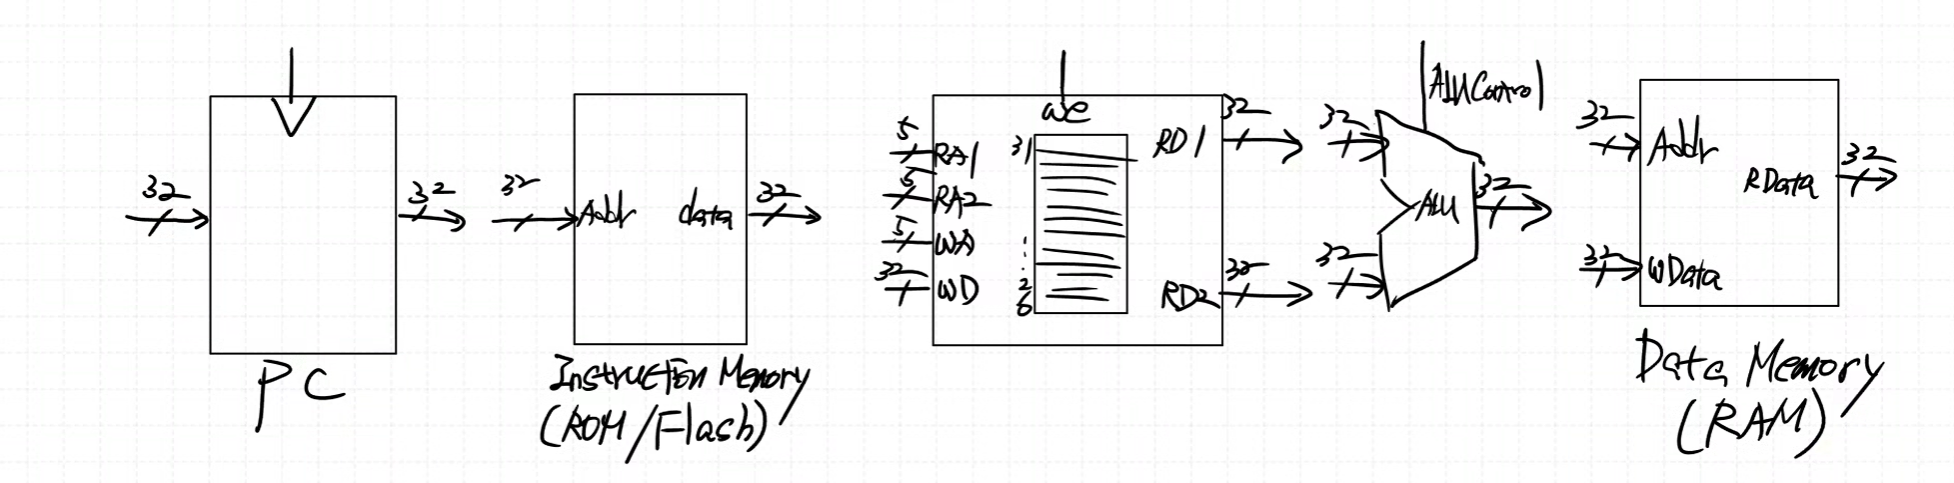 32
32
PC
32
Addr
data
32
Instruction Memory
(ROM/Flash)
we
5
RA1
5
RA2
5
WA
32
WD
31
:
2
0
RD1
32
RD2
32
ALUControl
32
32
ALU
32
32
Addr
32
WData
RData
32
Data Memory
(RAM)